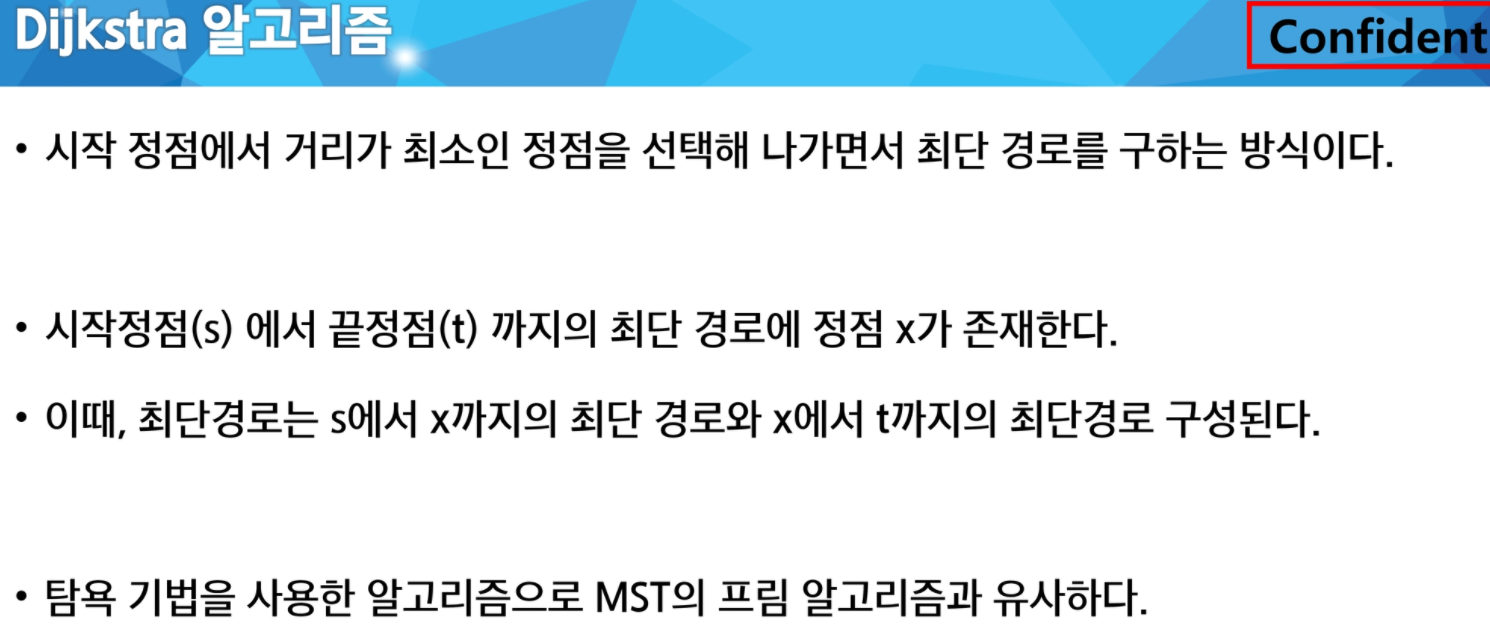 Dijkstra 알고리즘
Confident
• 시작 정점에서 거리가 최소인 정점을 선택해 나가면서 최단 경로를 구하는 방식이다.
• 시작정점(s) 에서 끝정점(t) 까지의 최단 경로에 정점 x가 존재한다.
• 이때, 최단경로는 s에서 x까지의 최단 경로와 x에서 t까지의 최단경로 구성된다.
• 탐욕 기법을 사용한 알고리즘으로 MST의 프림 알고리즘과 유사하다.